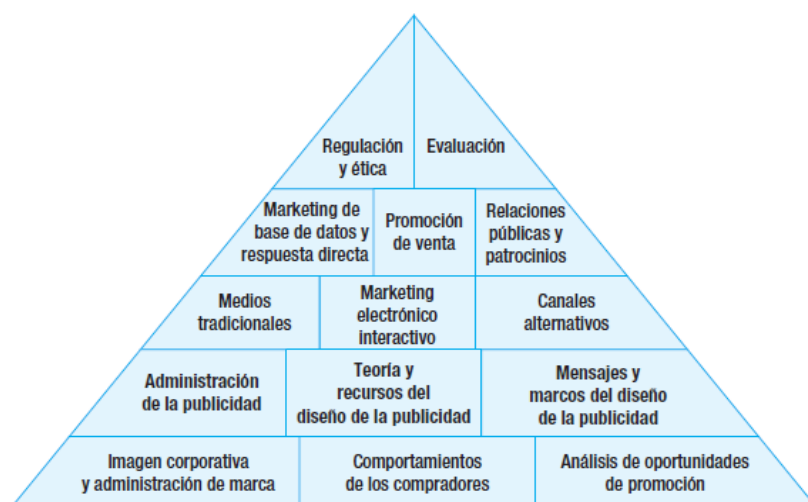 Regulación
y ética
Evaluación
Marketing de
base de datos y
respuesta directa
Promoción
de venta
Relaciones
públicas y
patrocinios
Medios
tradicionales
Marketing
electrónico
interactivo
Canales
alternativos
Administración
de la publicidad
Teoría y
recursos del
diseño de la publicidad
Mensajes y
marcos del diseño
de la publicidad
Imagen corporativa
y administración de marca
Comportamientos
de los compradores
Análisis de oportunidades
de promoción